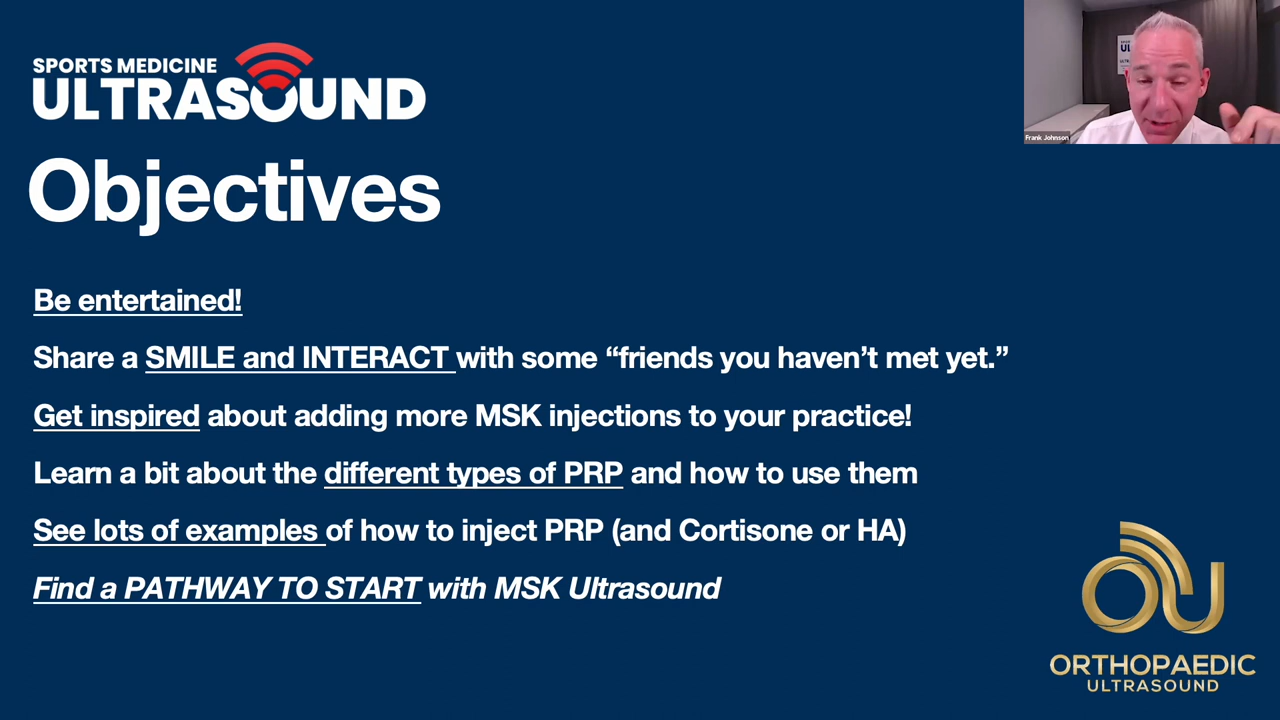 SPORTS MEDICINE
ULTRASOUND
Objectives
Be entertained!
Share a SMILE and INTERACT with some “friends you haven’t met yet.”
Get inspired about adding more MSK injections to your practice!
Learn a bit about the different types of PRP and how to use them
See lots of examples of how to inject PRP (and Cortisone or HA)
Find a PATHWAY TO START with MSK Ultrasound
Frank Johnson
OU
ORTHOPAEDIC
ULTRASOUND